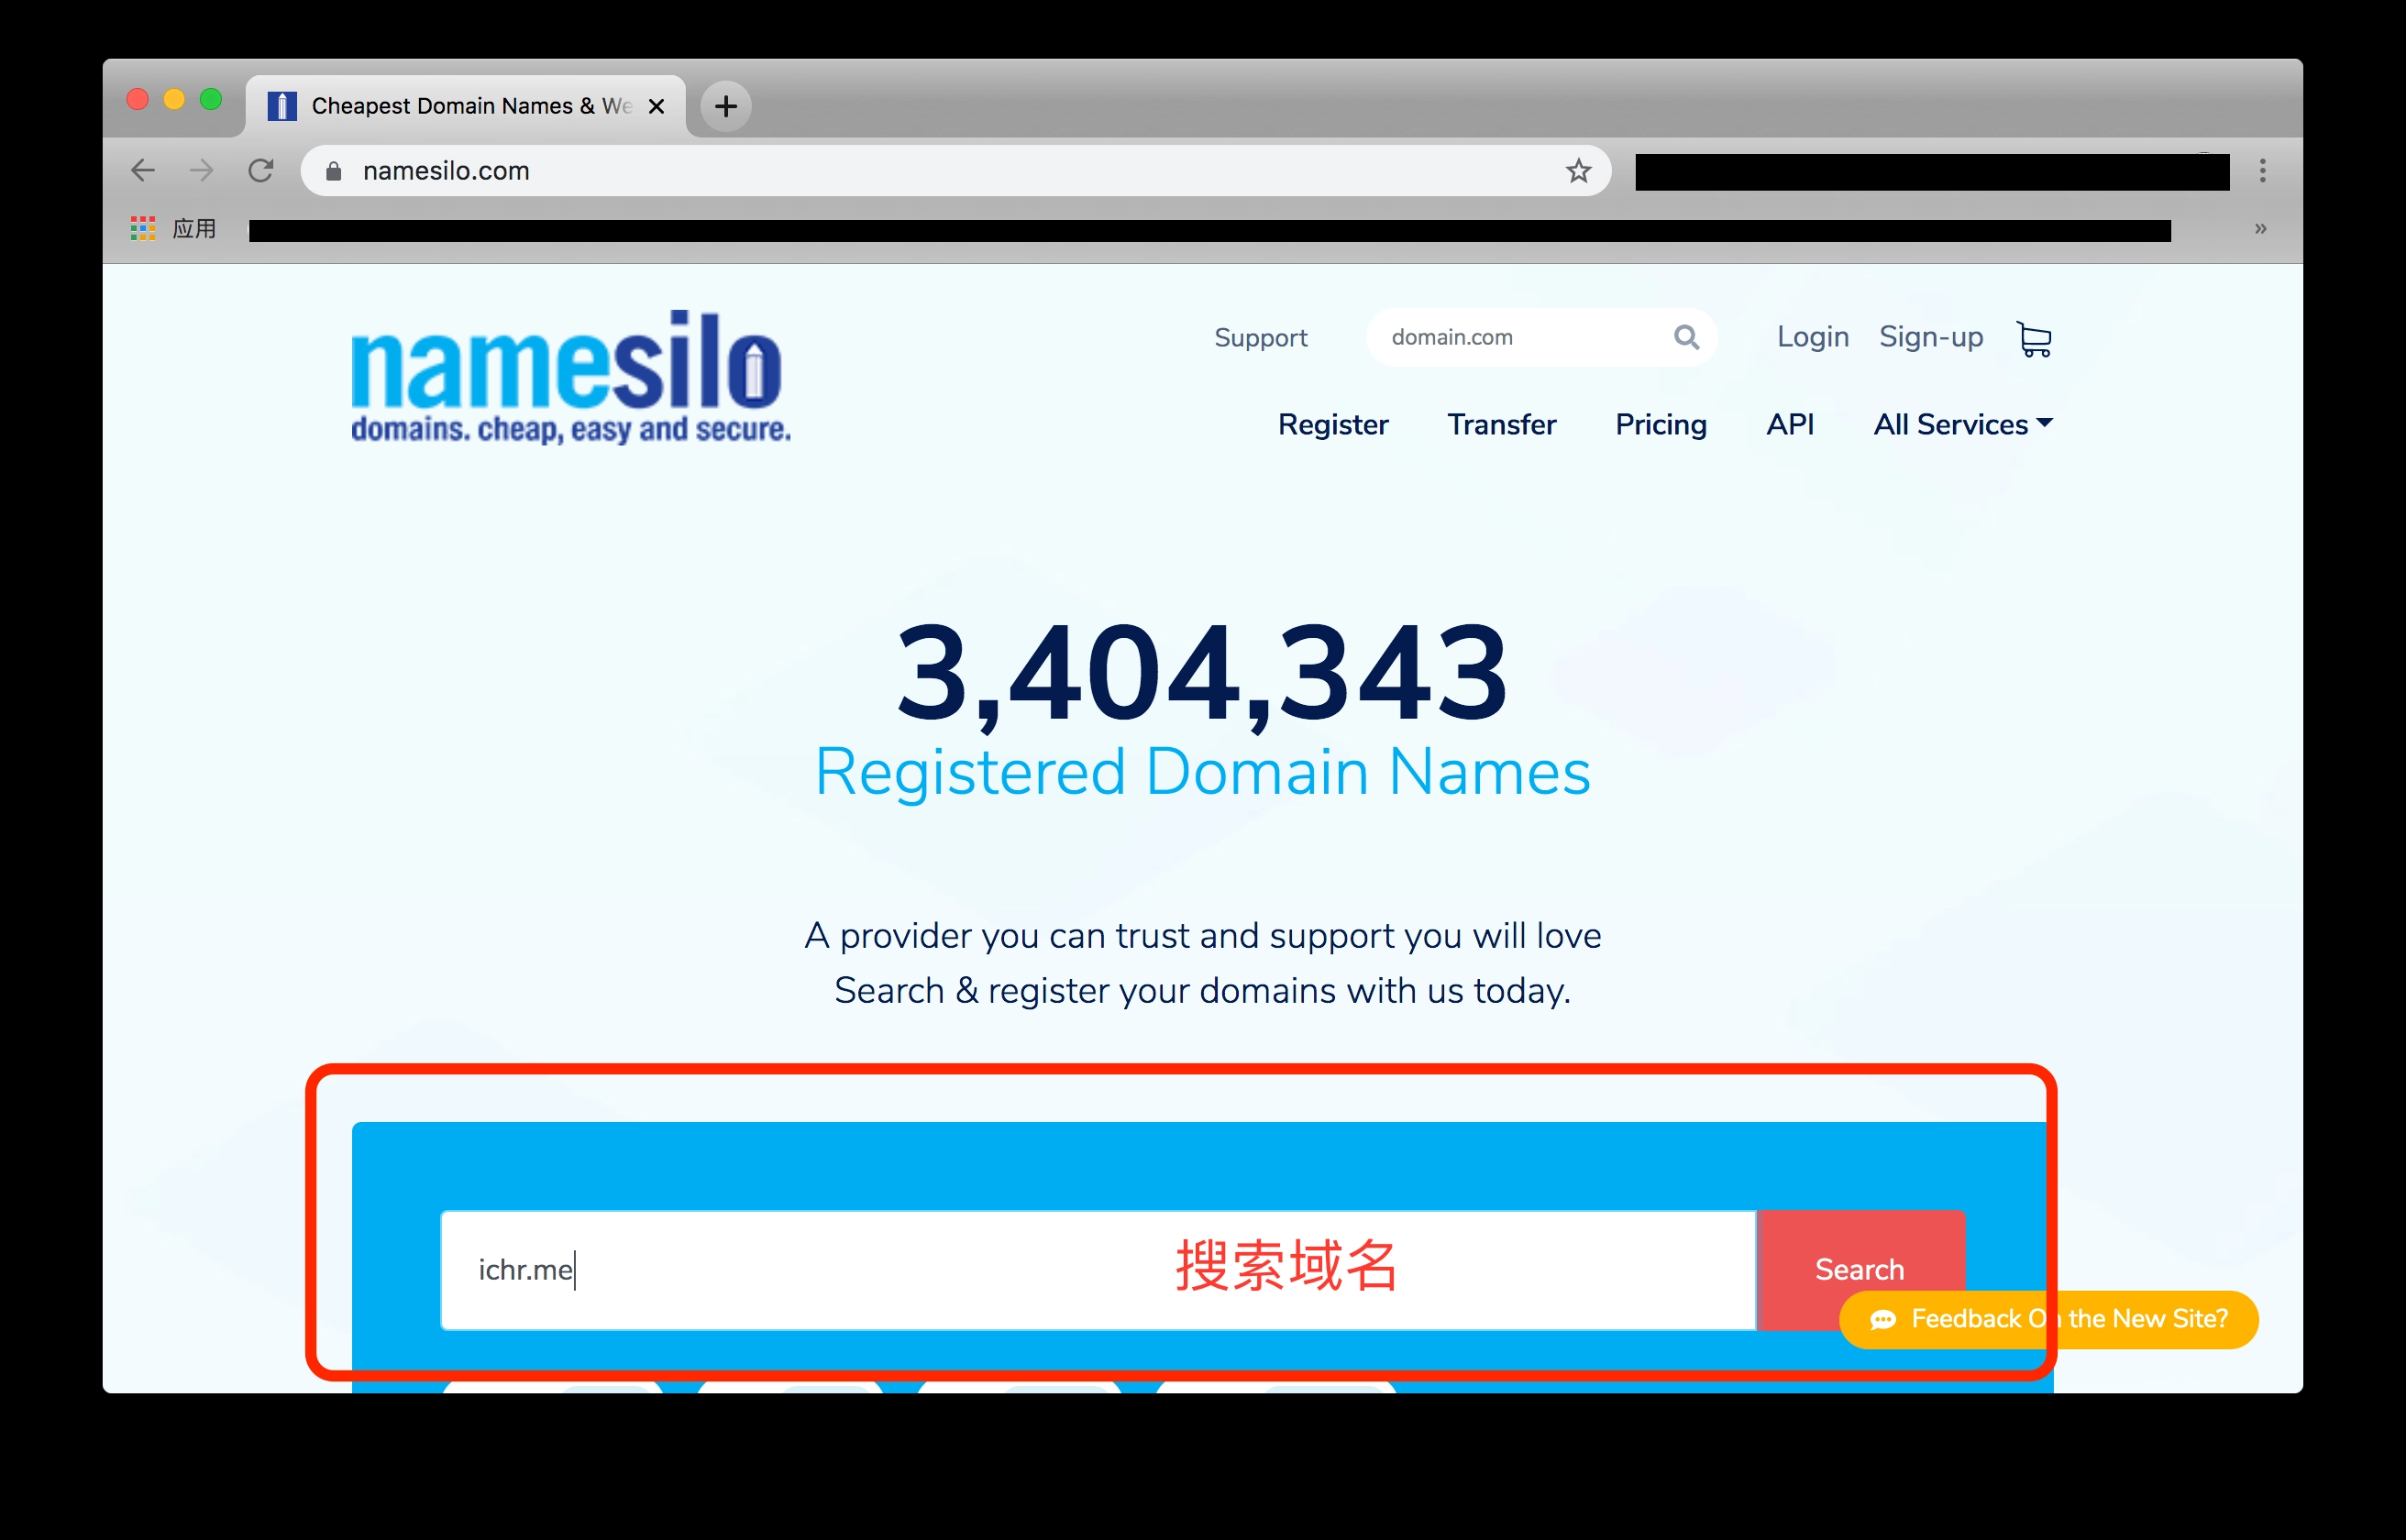 Cheapest Domain Names & We
namesilo.com
应用
»
namesilo
domains. cheap, easy and secure.
Support
domain.com
Login
Sign-up
Register
Transfer
Pricing
API
All Services
3,404,343
Registered Domain Names
A provider you can trust and support you will love
Search & register your domains with us today.
ichr.me
搜索域名
Search
Feedback On the New Site?